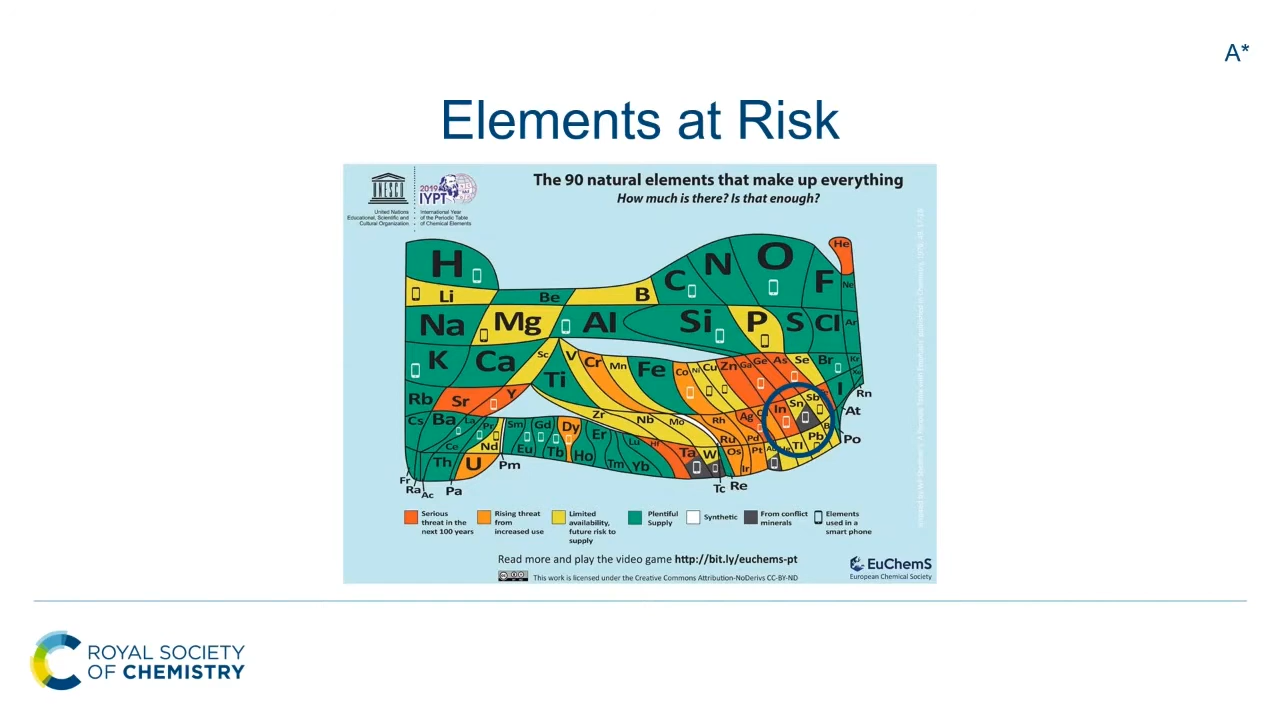 A*
Elements at Risk
The 90 natural elements that make up everything
How much is there? Is that enough?
2019
IYPT
United Nations
Educational, Scientific and
Cultural Organization
International Year
of the Periodic Table
of Chemical Elements
H He
Li Be B C N O F Ne
Na Mg Al Si P S Cl Ar
K Ca Sc Ti V Cr Mn Fe Co Ni Cu Zn Ga Ge As Se Br Kr
Rb Sr Y Zr Nb Mo Rh Ag In Sn Sb I Rn
Cs Ba La Pr Sm Gd Dy Er Lu Hf Ru Pd Pb At
Ce Nd Eu Tb Ho Tm Yb Ta W Os Pt Tl Po
Th U Pm Ir
Fr Ra Ac Pa Tc Re
Serious
threat in the
next 100 years
Rising threat
from
increased use
Limited
availability,
future risk to
supply
Plentiful
Supply
Synthetic
From conflict
minerals
Elements
used in a
smart phone
Read more and play the video game http://bit.ly/euchems-pt
This work is licensed under the Creative Commons Attribution-NoDerivs CC-BY-ND
EuChemS
European Chemical Society
ROYAL SOCIETY
OF CHEMISTRY